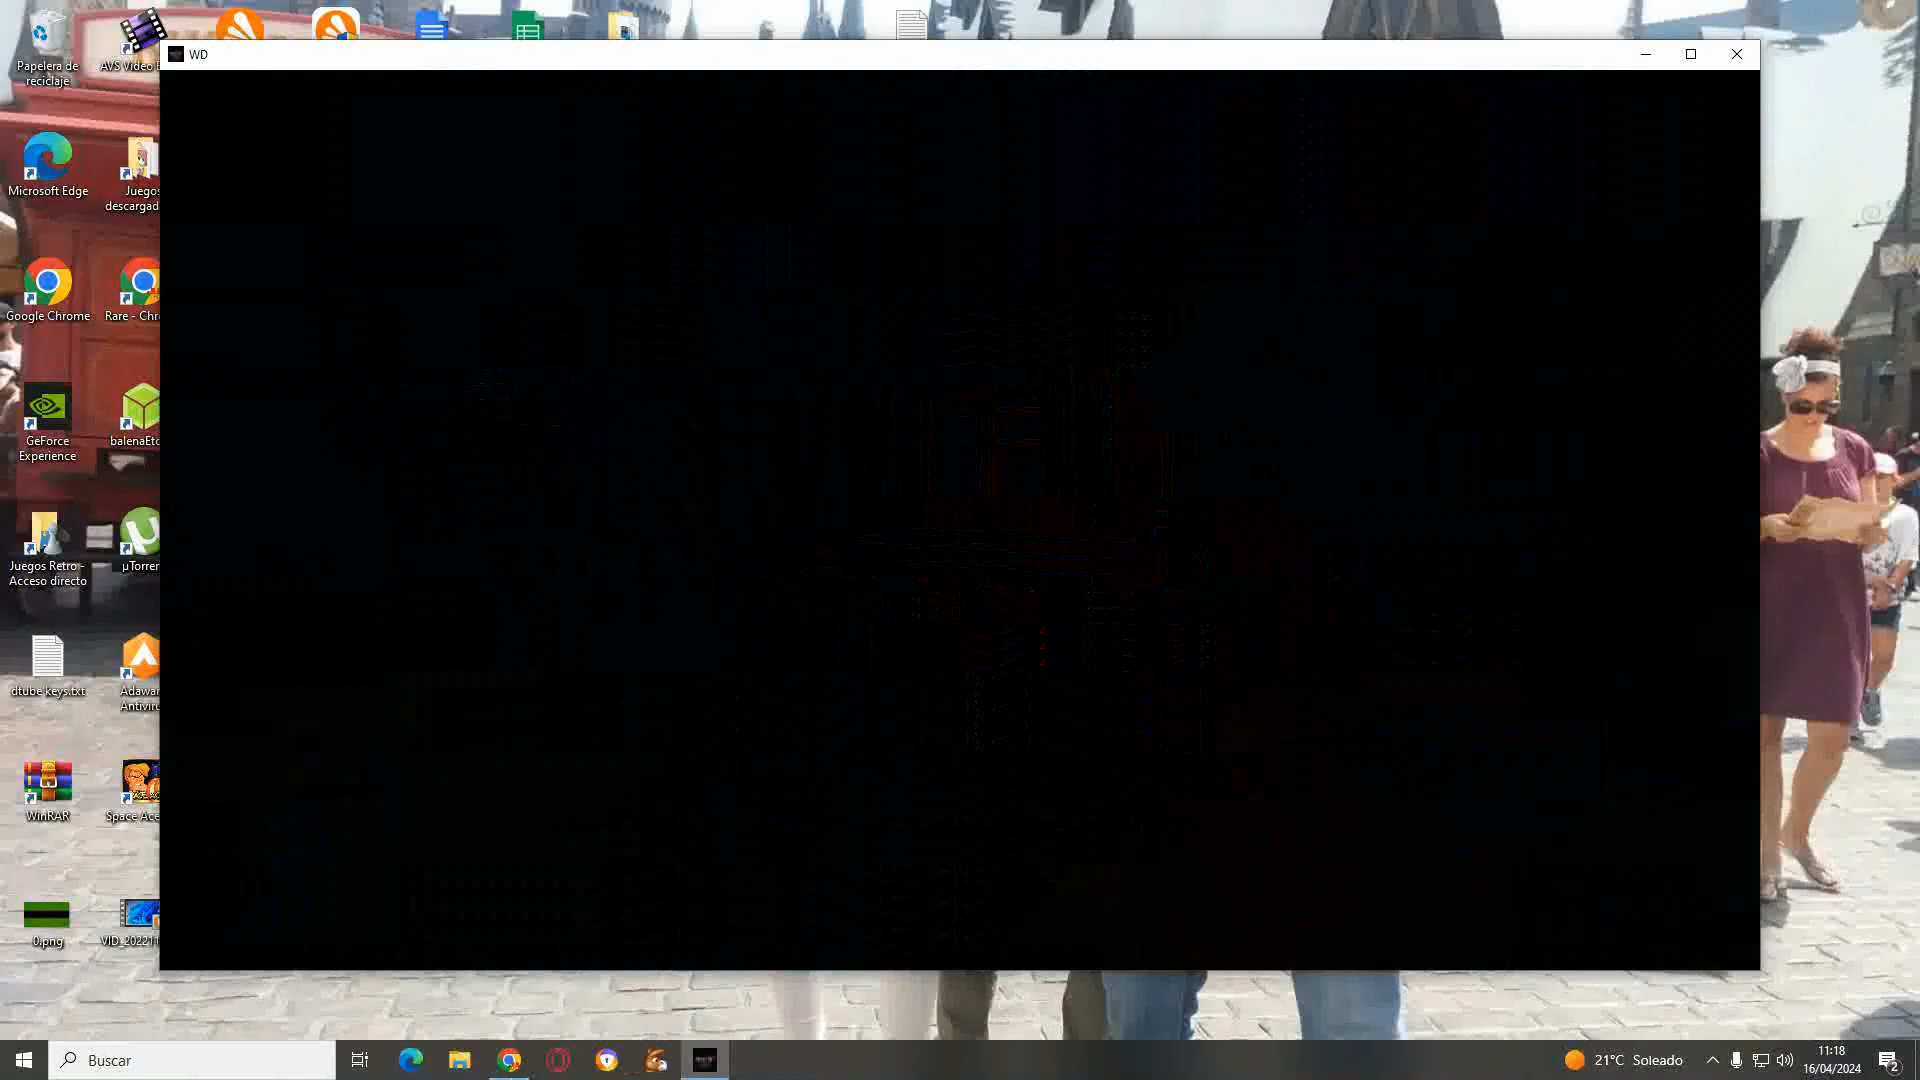 WD
Papelera de
reciclaje
AVS Video E
Microsoft Edge
Juegos
descargad
Google Chrome
Rare - Chr
GeForce
Experience
balenaEtc
Juegos Retro -
Acceso directo
µTorren
dtube keys.txt
Adawar
Antiviru
WinRAR
Space Ace
0.png
VID_202211
Buscar
21°C Soleado
11:18
16/04/2024
2